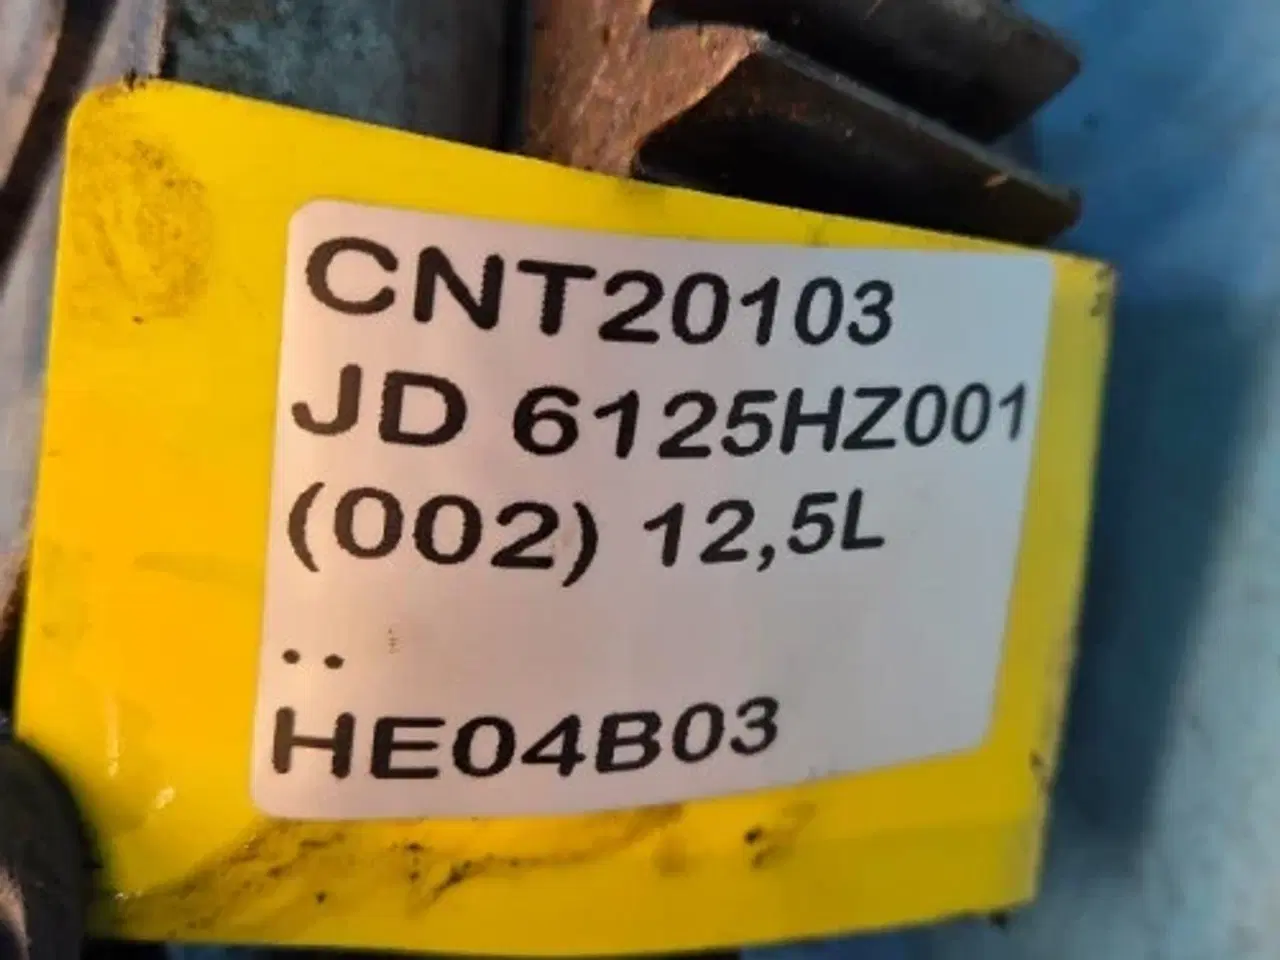 CNT20103
JD 6125HZ001
(002) 12,5L
..
HE04B03